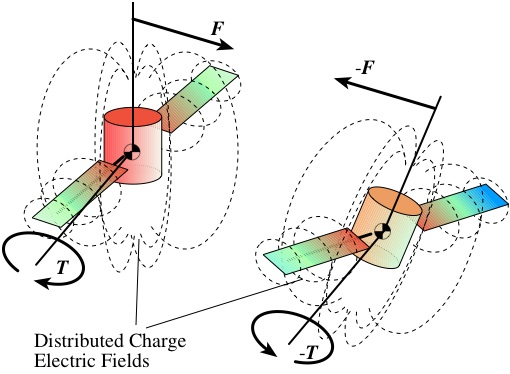 F
-F
T
-T
Distributed Charge
Electric Fields